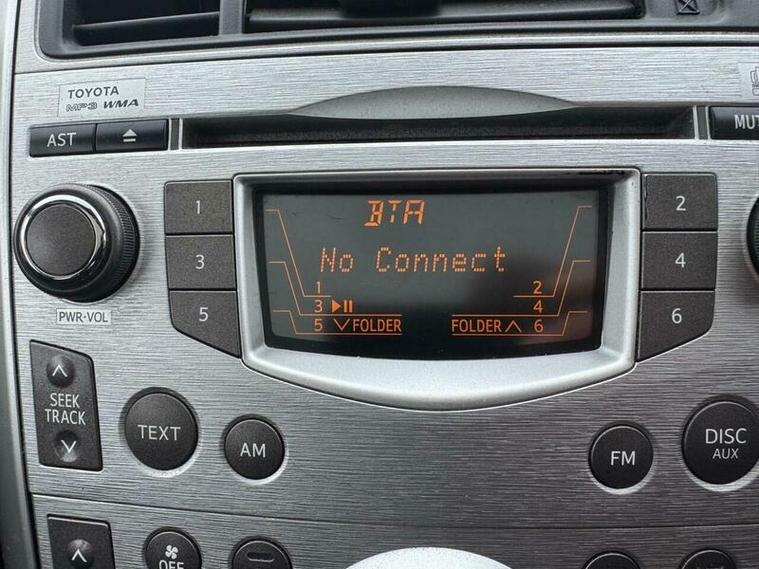 TOYOTA
MP3 WMA
AST
MUT
1
2
3
4
5
6
PWR·VOL
BTA
No Connect
1
2
3
4
5 FOLDER
FOLDER 6
SEEK
TRACK
TEXT
AM
FM
DISC
AUX
OFF